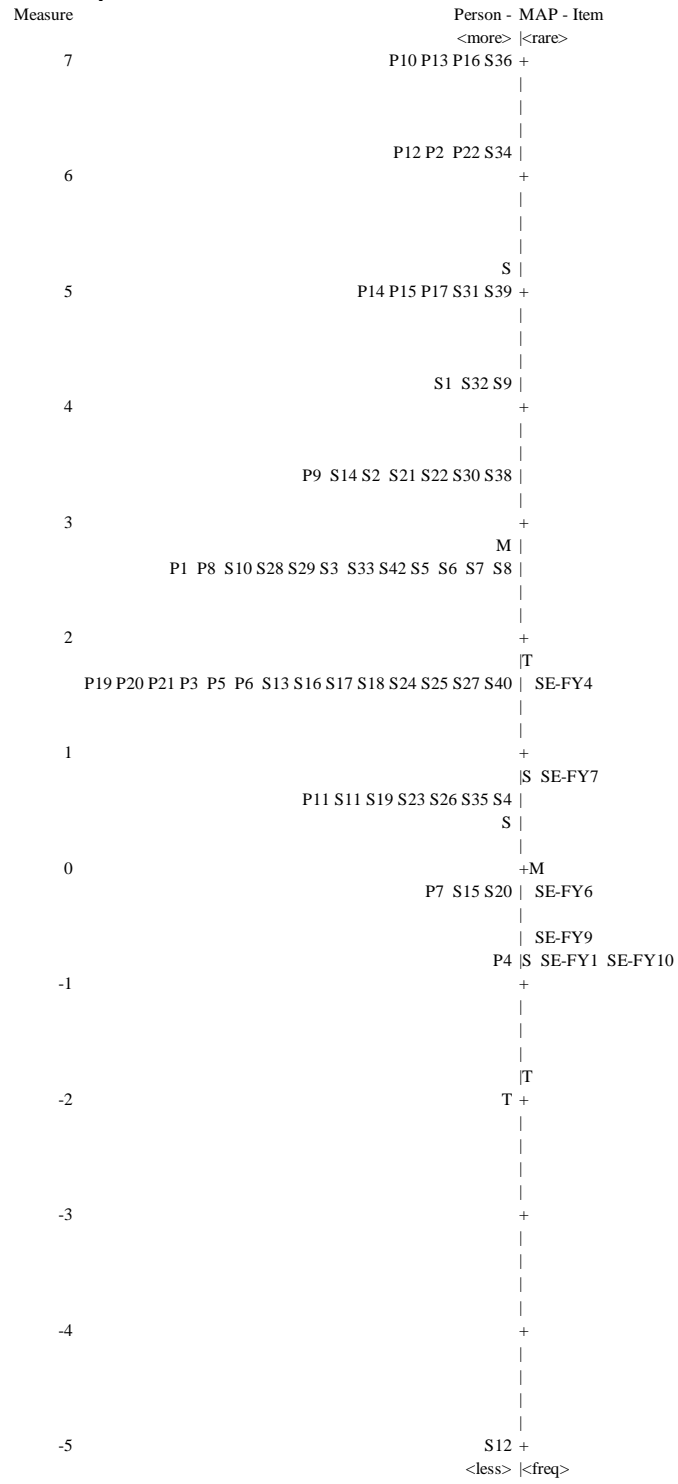 Measure Person - MAP - Item
<more> |<rare>
7 P10 P13 P16 S36 +
|
|
|
P12 P2 P22 S34 |
6 +
|
|
|
S |
5 P14 P15 P17 S31 S39 +
|
|
|
S1 S32 S9 |
4 +
|
|
P9 S14 S2 S21 S22 S30 S38 |
|
3 +
M |
P1 P8 S10 S28 S29 S3 S33 S42 S5 S6 S7 S8 |
|
|
2 +
|T
P19 P20 P21 P3 P5 P6 S13 S16 S17 S18 S24 S25 S27 S40 | SE-FY4
|
|
1 +
|S SE-FY7
P11 S11 S19 S23 S26 S35 S4 |
S |
|
0 +M
P7 S15 S20 | SE-FY6
|
| SE-FY9
P4 |S SE-FY1 SE-FY10
-1 +
|
|
|
|T
-2 T +
|
|
|
|
-3 +
|
|
|
|
-4 +
|
|
|
|
-5 S12 +
<less> |<freq>